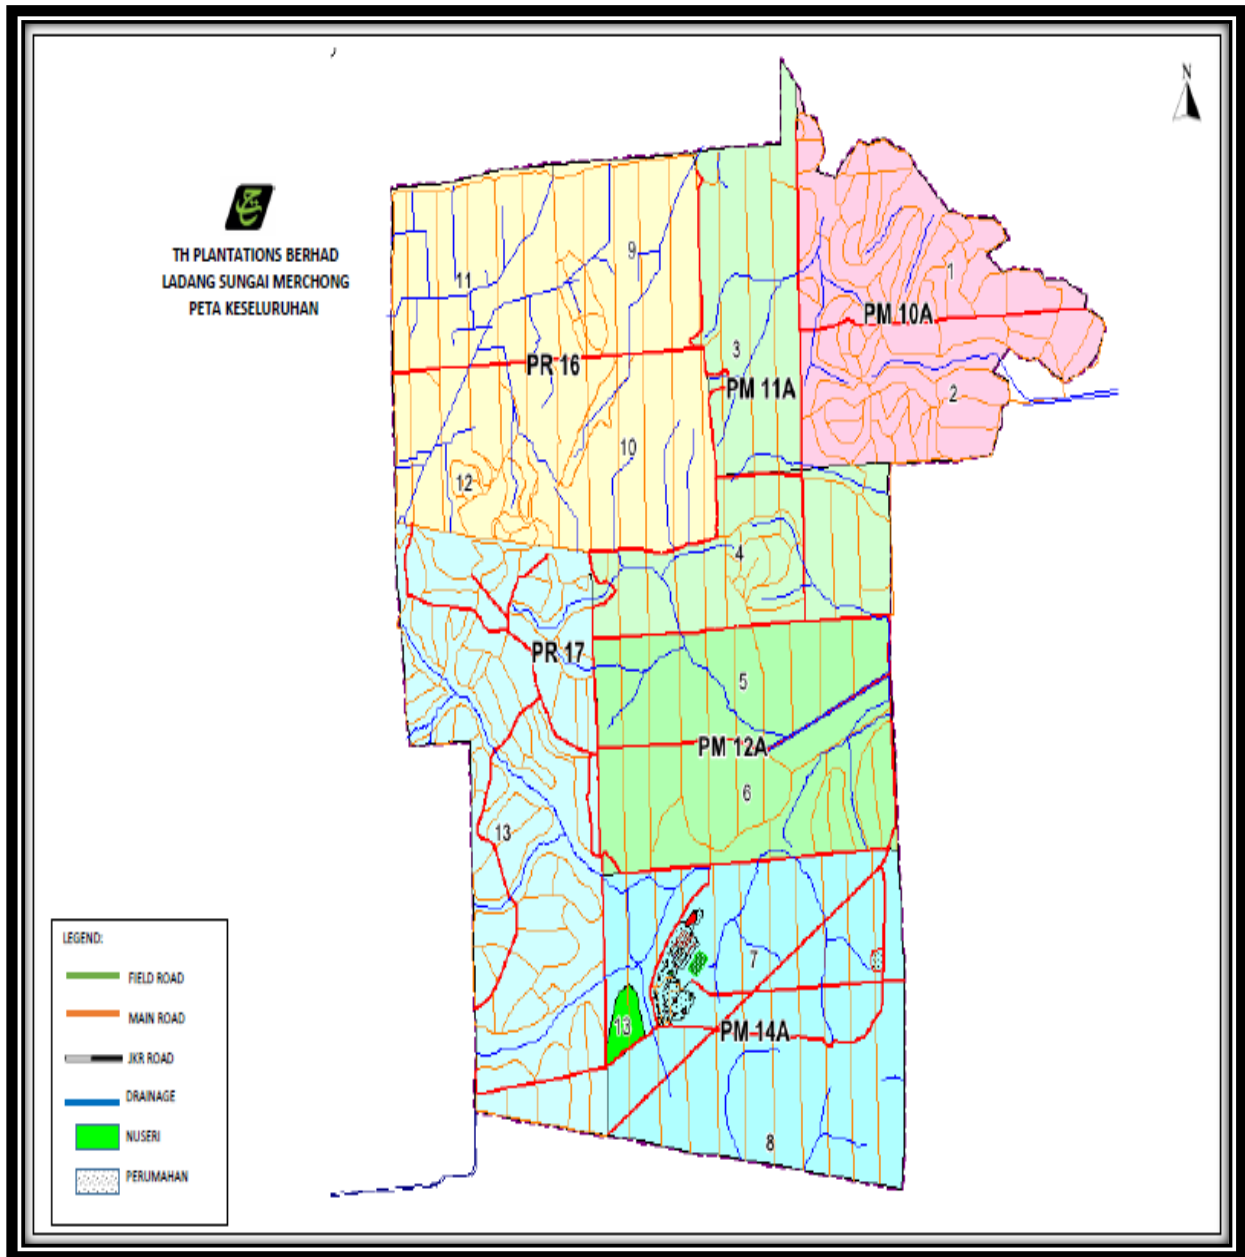 N
TH PLANTATIONS BERHAD
LADANG SUNGAI MERCHONG
PETA KESELURUHAN
9
1
11
PM 10A
3
PR 16
PM 11A
2
10
12
4
PR 17
5
PM 12A
6
13
7
13
PM 14A
8
LEGEND:
FIELD ROAD
MAIN ROAD
JKR ROAD
DRAINAGE
NUSERI
PERUMAHAN